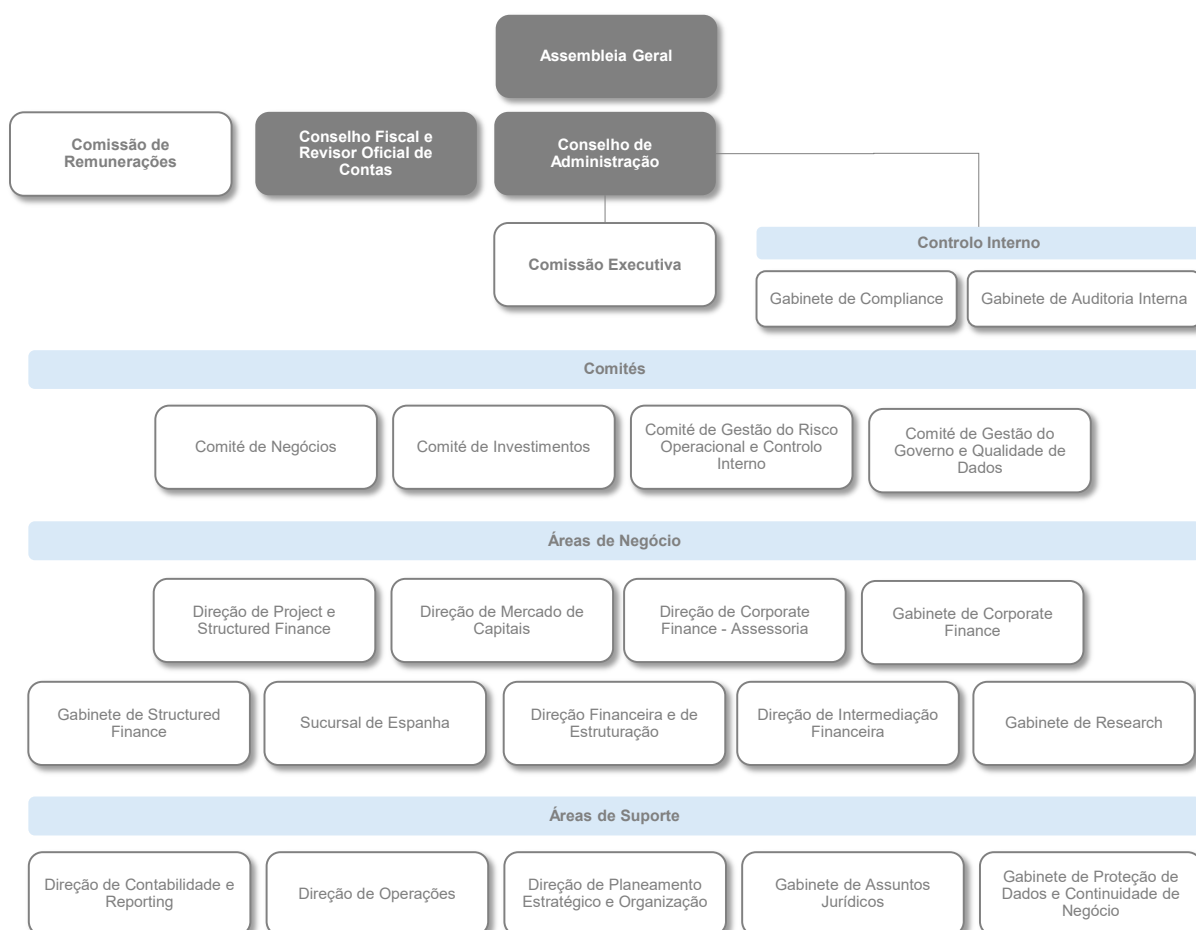 Assembleia Geral
Comissão de
Remunerações
Conselho Fiscal e
Revisor Oficial de
Contas
Conselho de
Administração
Comissão Executiva
Controlo Interno
Gabinete de Compliance
Gabinete de Auditoria Interna
Comités
Comité de Negócios
Comité de Investimentos
Comité de Gestão do Risco
Operacional e Controlo
Interno
Comité de Gestão do
Governo e Qualidade de
Dados
Áreas de Negócio
Direção de Project e
Structured Finance
Direção de Mercado de
Capitais
Direção de Corporate
Finance - Assessoria
Gabinete de Corporate
Finance
Gabinete de Structured
Finance
Sucursal de Espanha
Direção Financeira e de
Estruturação
Direção de Intermediação
Financeira
Gabinete de Research
Áreas de Suporte
Direção de Contabilidade e
Reporting
Direção de Operações
Direção de Planeamento
Estratégico e Organização
Gabinete de Assuntos
Jurídicos
Gabinete de Proteção de
Dados e Continuidade de
Negócio